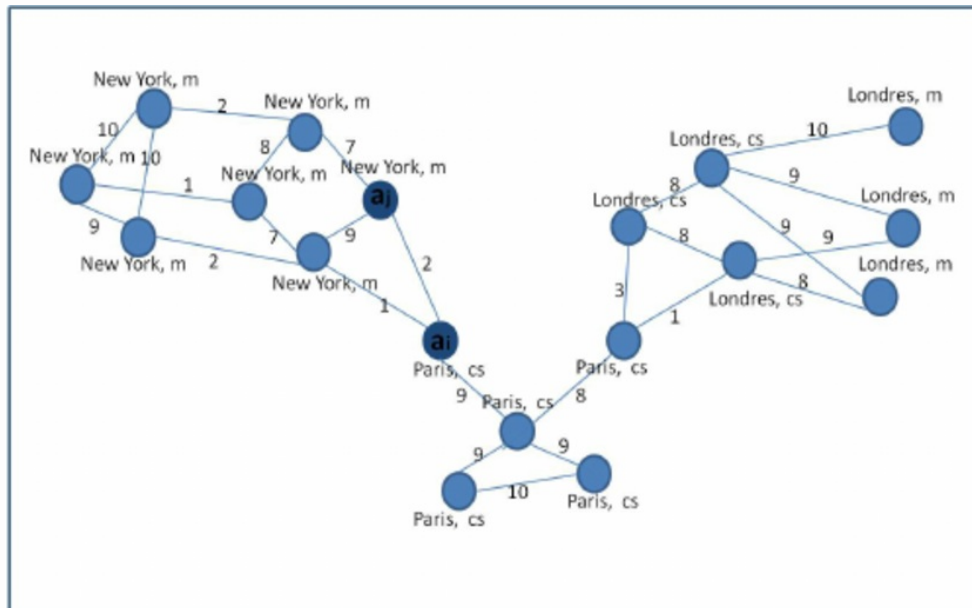 New York, m
2
New York, m
10
8
7
New York, m
10
New York, m
New York, m
1
aj
9
7
9
New York, m
2
New York, m
2
1
ai
Paris, cs
9
Paris, cs
8
9
9
10
Paris, cs
Paris, cs
Londres, m
10
Londres, cs
9
8
Londres, m
Londres, cs
9
9
8
Londres, m
8
Londres, cs
3
1
Paris, cs